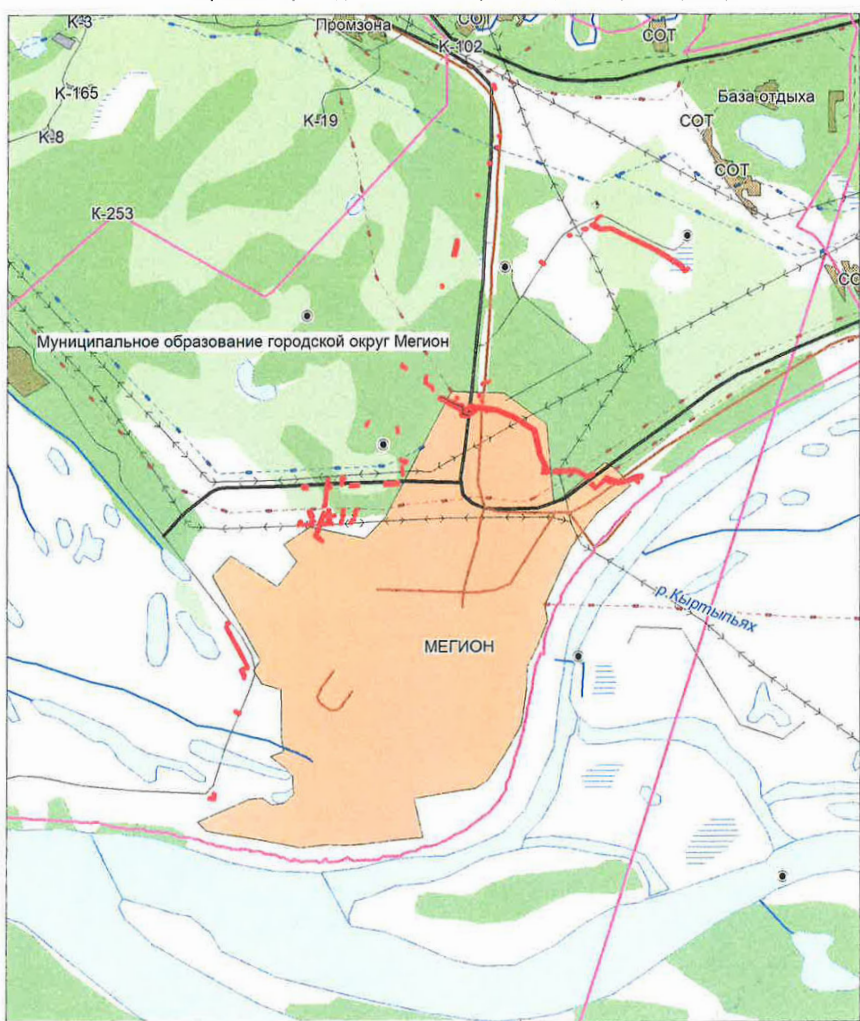 К-3
Промзона
СОТ
СОТ
К-102
К-165
База отдыха
К-19
СОТ
К-8
СОТ
К-253
Муниципальное образование городской округ Мегион
р.Кыртыпьях
МЕГИОН